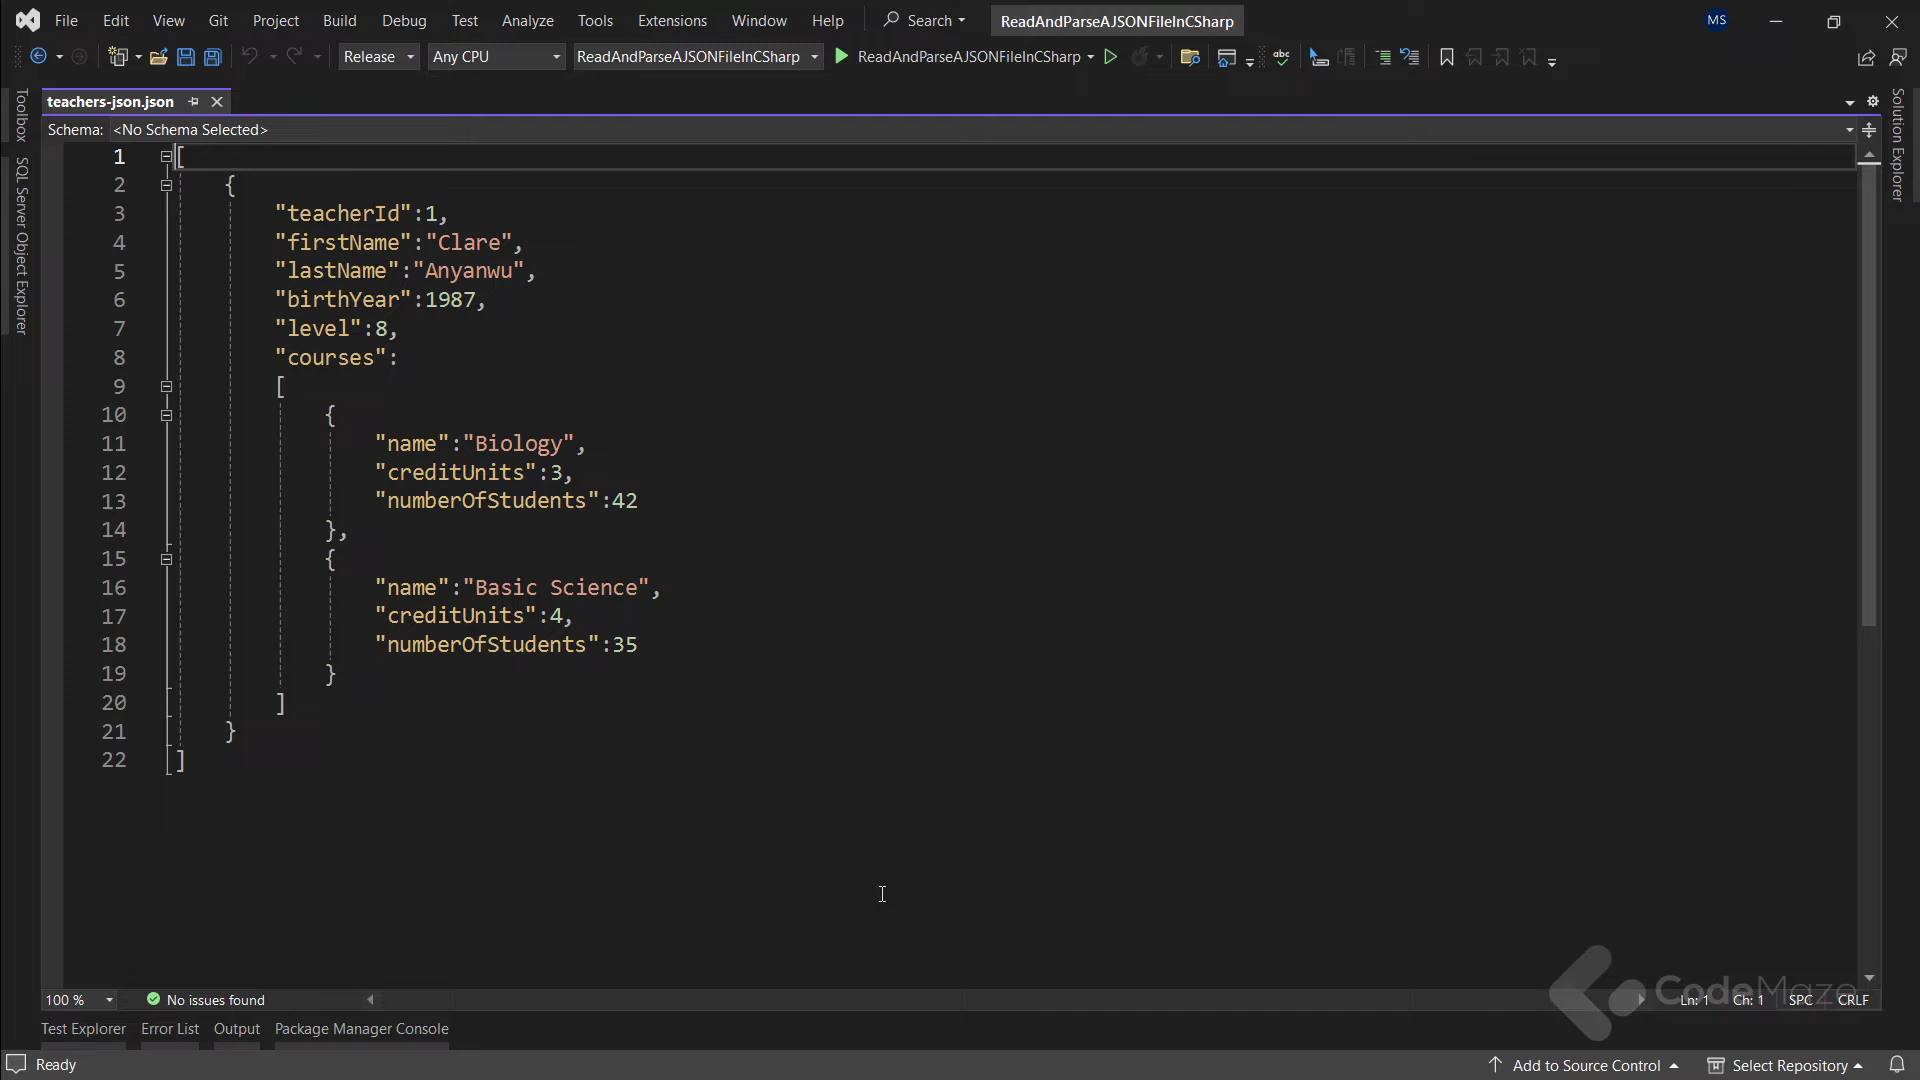 File Edit View Git Project Build Debug Test Analyze Tools Extensions Window Help Search ReadAndParseAJSONFileInCSharp MS
Release Any CPU ReadAndParseAJSONFileInCSharp ReadAndParseAJSONFileInCSharp
Toolbox
SQL Server Object Explorer
teachers-json.json
Schema: <No Schema Selected>
1 [
2 {
3 "teacherId":1,
4 "firstName":"Clare",
5 "lastName":"Anyanwu",
6 "birthYear":1987,
7 "level":8,
8 "courses":
9 [
10 {
11 "name":"Biology",
12 "creditUnits":3,
13 "numberOfStudents":42
14 },
15 {
16 "name":"Basic Science",
17 "creditUnits":4,
18 "numberOfStudents":35
19 }
20 ]
21 }
22 ]
Solution Explorer
CodeMaze
100 % No issues found Ln: 1 Ch: 1 SPC CRLF
Test Explorer Error List Output Package Manager Console
Ready Add to Source Control Select Repository